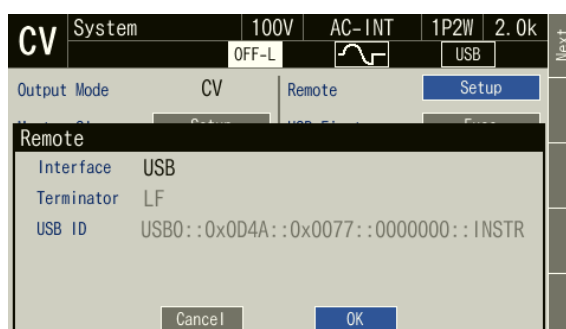 CV System 100V AC-INT 1P2W 2.0k
OFF-L USB
Next
Output Mode CV Remote Setup
Remote
Interface USB
Terminator LF
USB ID USB0::0x0D4A::0x0077::0000000::INSTR
Cancel OK